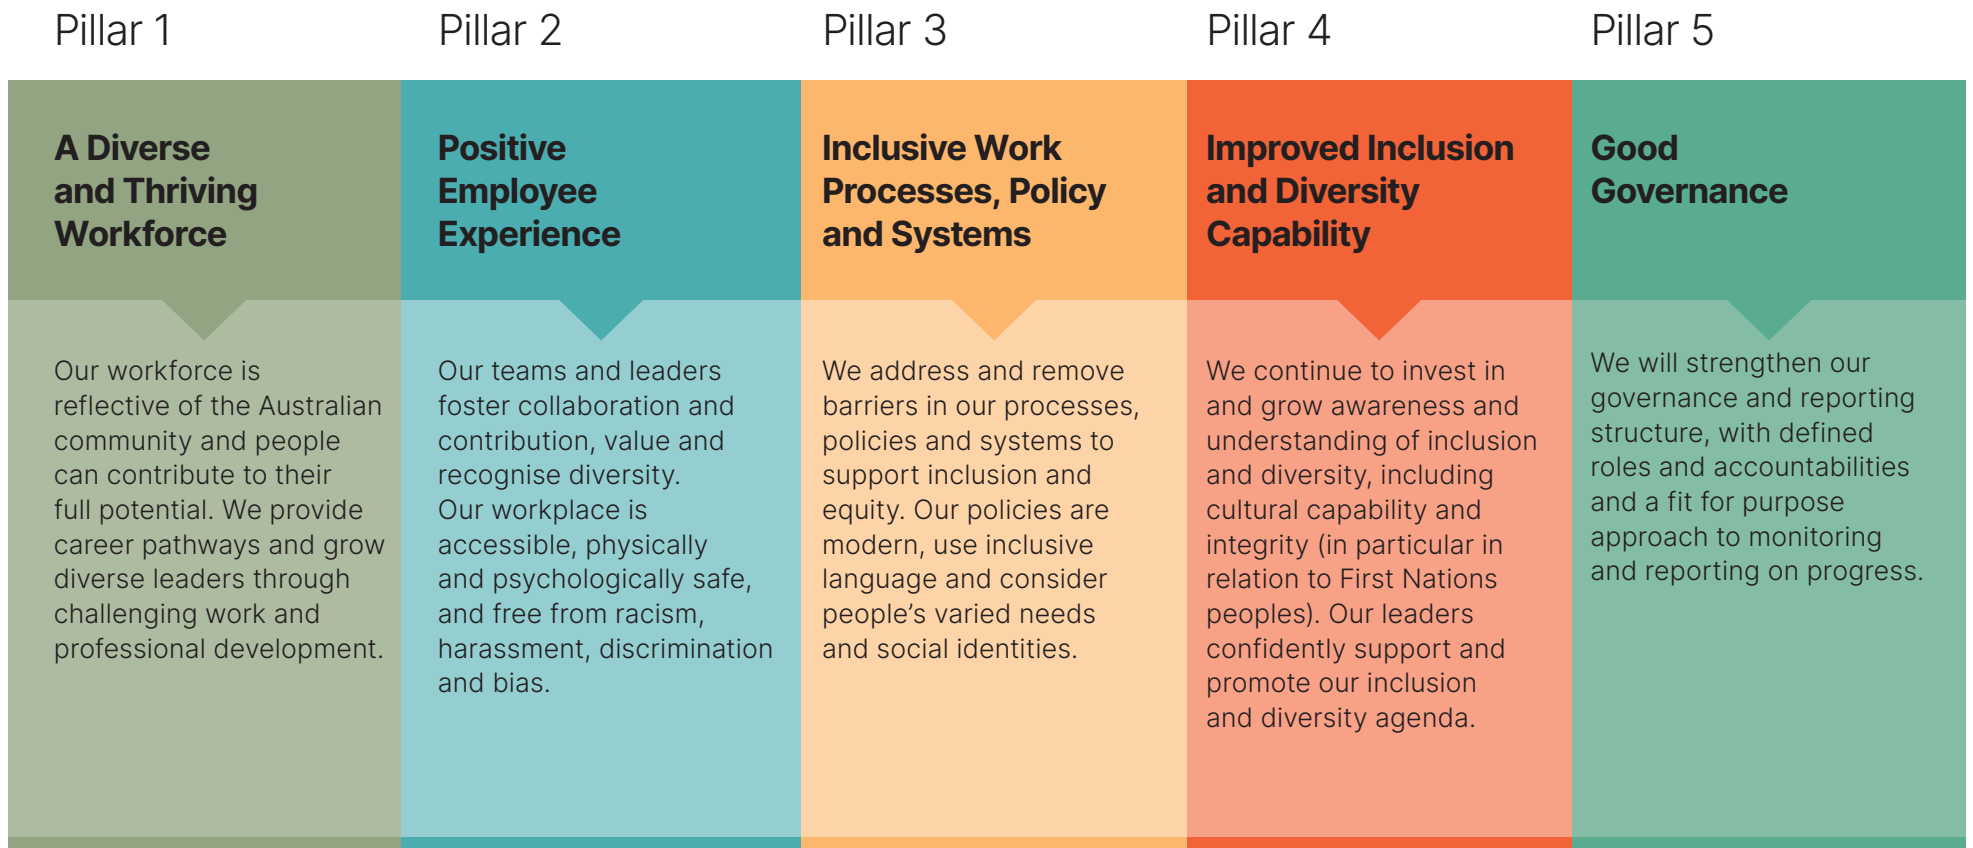 Pillar 1
A Diverse
and Thriving
Workforce
Our workforce is
reflective of the Australian
community and people
can contribute to their
full potential. We provide
career pathways and grow
diverse leaders through
challenging work and
professional development.
Pillar 2
Positive
Employee
Experience
Our teams and leaders
foster collaboration and
contribution, value and
recognise diversity.
Our workplace is
accessible, physically
and psychologically safe,
and free from racism,
harassment, discrimination
and bias.
Pillar 3
Inclusive Work
Processes, Policy
and Systems
We address and remove
barriers in our processes,
policies and systems to
support inclusion and
equity. Our policies are
modern, use inclusive
language and consider
people’s varied needs
and social identities.
Pillar 4
Improved Inclusion
and Diversity
Capability
We continue to invest in
and grow awareness and
understanding of inclusion
and diversity, including
cultural capability and
integrity (in particular in
relation to First Nations
peoples). Our leaders
confidently support and
promote our inclusion
and diversity agenda.
Pillar 5
Good
Governance
We will strengthen our
governance and reporting
structure, with defined
roles and accountabilities
and a fit for purpose
approach to monitoring
and reporting on progress.